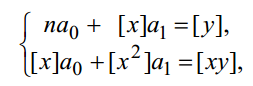 na₀ + [x]a₁ =[y],
[x]a₀ +[x²]a₁ =[xy],